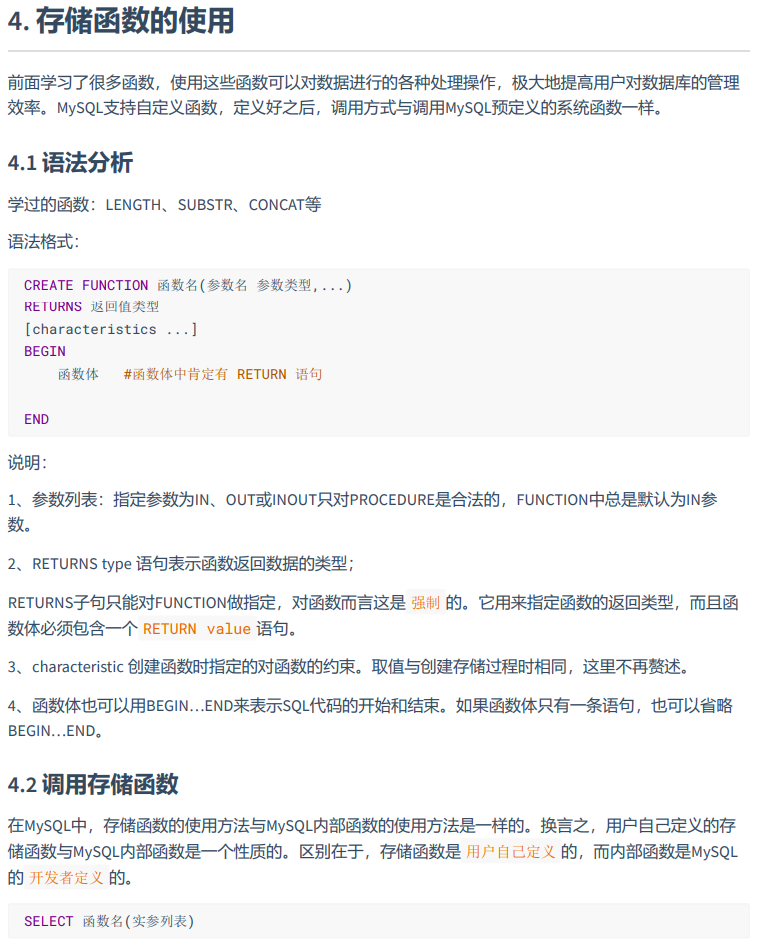 4. 存储函数的使用
前面学习了很多函数，使用这些函数可以对数据进行的各种处理操作，极大地提高用户对数据库的管理
效率。MySQL支持自定义函数，定义好之后，调用方式与调用MySQL预定义的系统函数一样。
4.1 语法分析
学过的函数：LENGTH、SUBSTR、CONCAT等
语法格式：
CREATE FUNCTION 函数名(参数名 参数类型,...)
RETURNS 返回值类型
[characteristics ...]
BEGIN
函数体 #函数体中肯定有 RETURN 语句
END
说明：
1、参数列表：指定参数为IN、OUT或INOUT只对PROCEDURE是合法的，FUNCTION中总是默认为IN参
数。
2、RETURNS type 语句表示函数返回数据的类型；
RETURNS子句只能对FUNCTION做指定，对函数而言这是 强制 的。它用来指定函数的返回类型，而且函
数体必须包含一个 RETURN value 语句。
3、characteristic 创建函数时指定的对函数的约束。取值与创建存储过程时相同，这里不再赘述。
4、函数体也可以用BEGIN…END来表示SQL代码的开始和结束。如果函数体只有一条语句，也可以省略
BEGIN…END。
4.2 调用存储函数
在MySQL中，存储函数的使用方法与MySQL内部函数的使用方法是一样的。换言之，用户自己定义的存
储函数与MySQL内部函数是一个性质的。区别在于，存储函数是 用户自己定义 的，而内部函数是MySQL
的 开发者定义 的。
SELECT 函数名(实参列表)